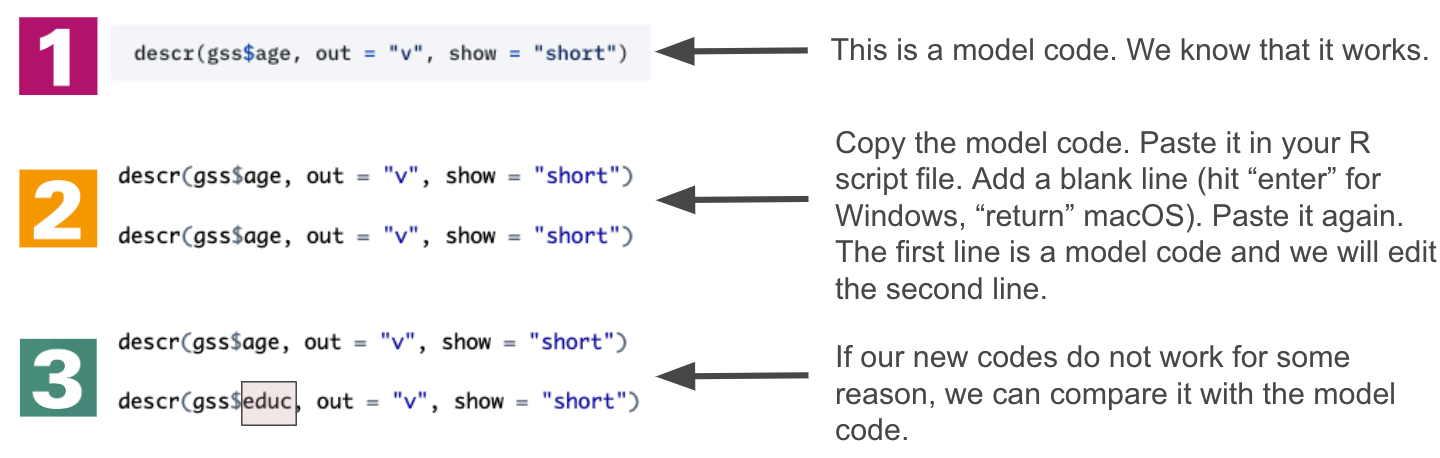 1
descr(gss$age, out = "v", show = "short")
This is a model code. We know that it works.
2
descr(gss$age, out = "v", show = "short")
descr(gss$age, out = "v", show = "short")
Copy the model code. Paste it in your R
script file. Add a blank line (hit “enter” for
Windows, “return” macOS). Paste it again.
The first line is a model code and we will edit
the second line.
3
descr(gss$age, out = "v", show = "short")
descr(gss$educ, out = "v", show = "short")
If our new codes do not work for some
reason, we can compare it with the model
code.